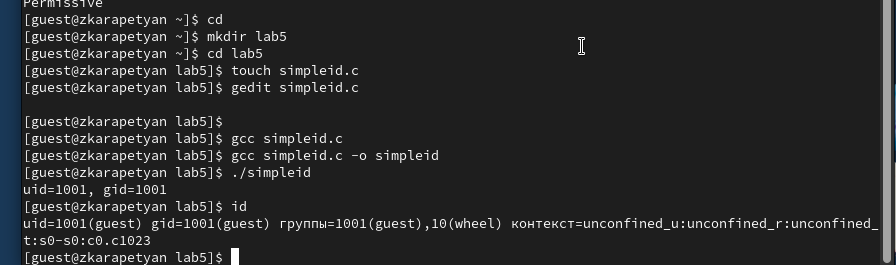 Permissive
[guest@zkarapetyan ~]$ cd
[guest@zkarapetyan ~]$ mkdir lab5
[guest@zkarapetyan ~]$ cd lab5
[guest@zkarapetyan lab5]$ touch simpleid.c
[guest@zkarapetyan lab5]$ gedit simpleid.c
[guest@zkarapetyan lab5]$
[guest@zkarapetyan lab5]$ gcc simpleid.c
[guest@zkarapetyan lab5]$ gcc simpleid.c -o simpleid
[guest@zkarapetyan lab5]$ ./simpleid
uid=1001, gid=1001
[guest@zkarapetyan lab5]$ id
uid=1001(guest) gid=1001(guest) группы=1001(guest),10(wheel) контекст=unconfined_u:unconfined_r:unconfined_
t:s0-s0:c0.c1023
[guest@zkarapetyan lab5]$